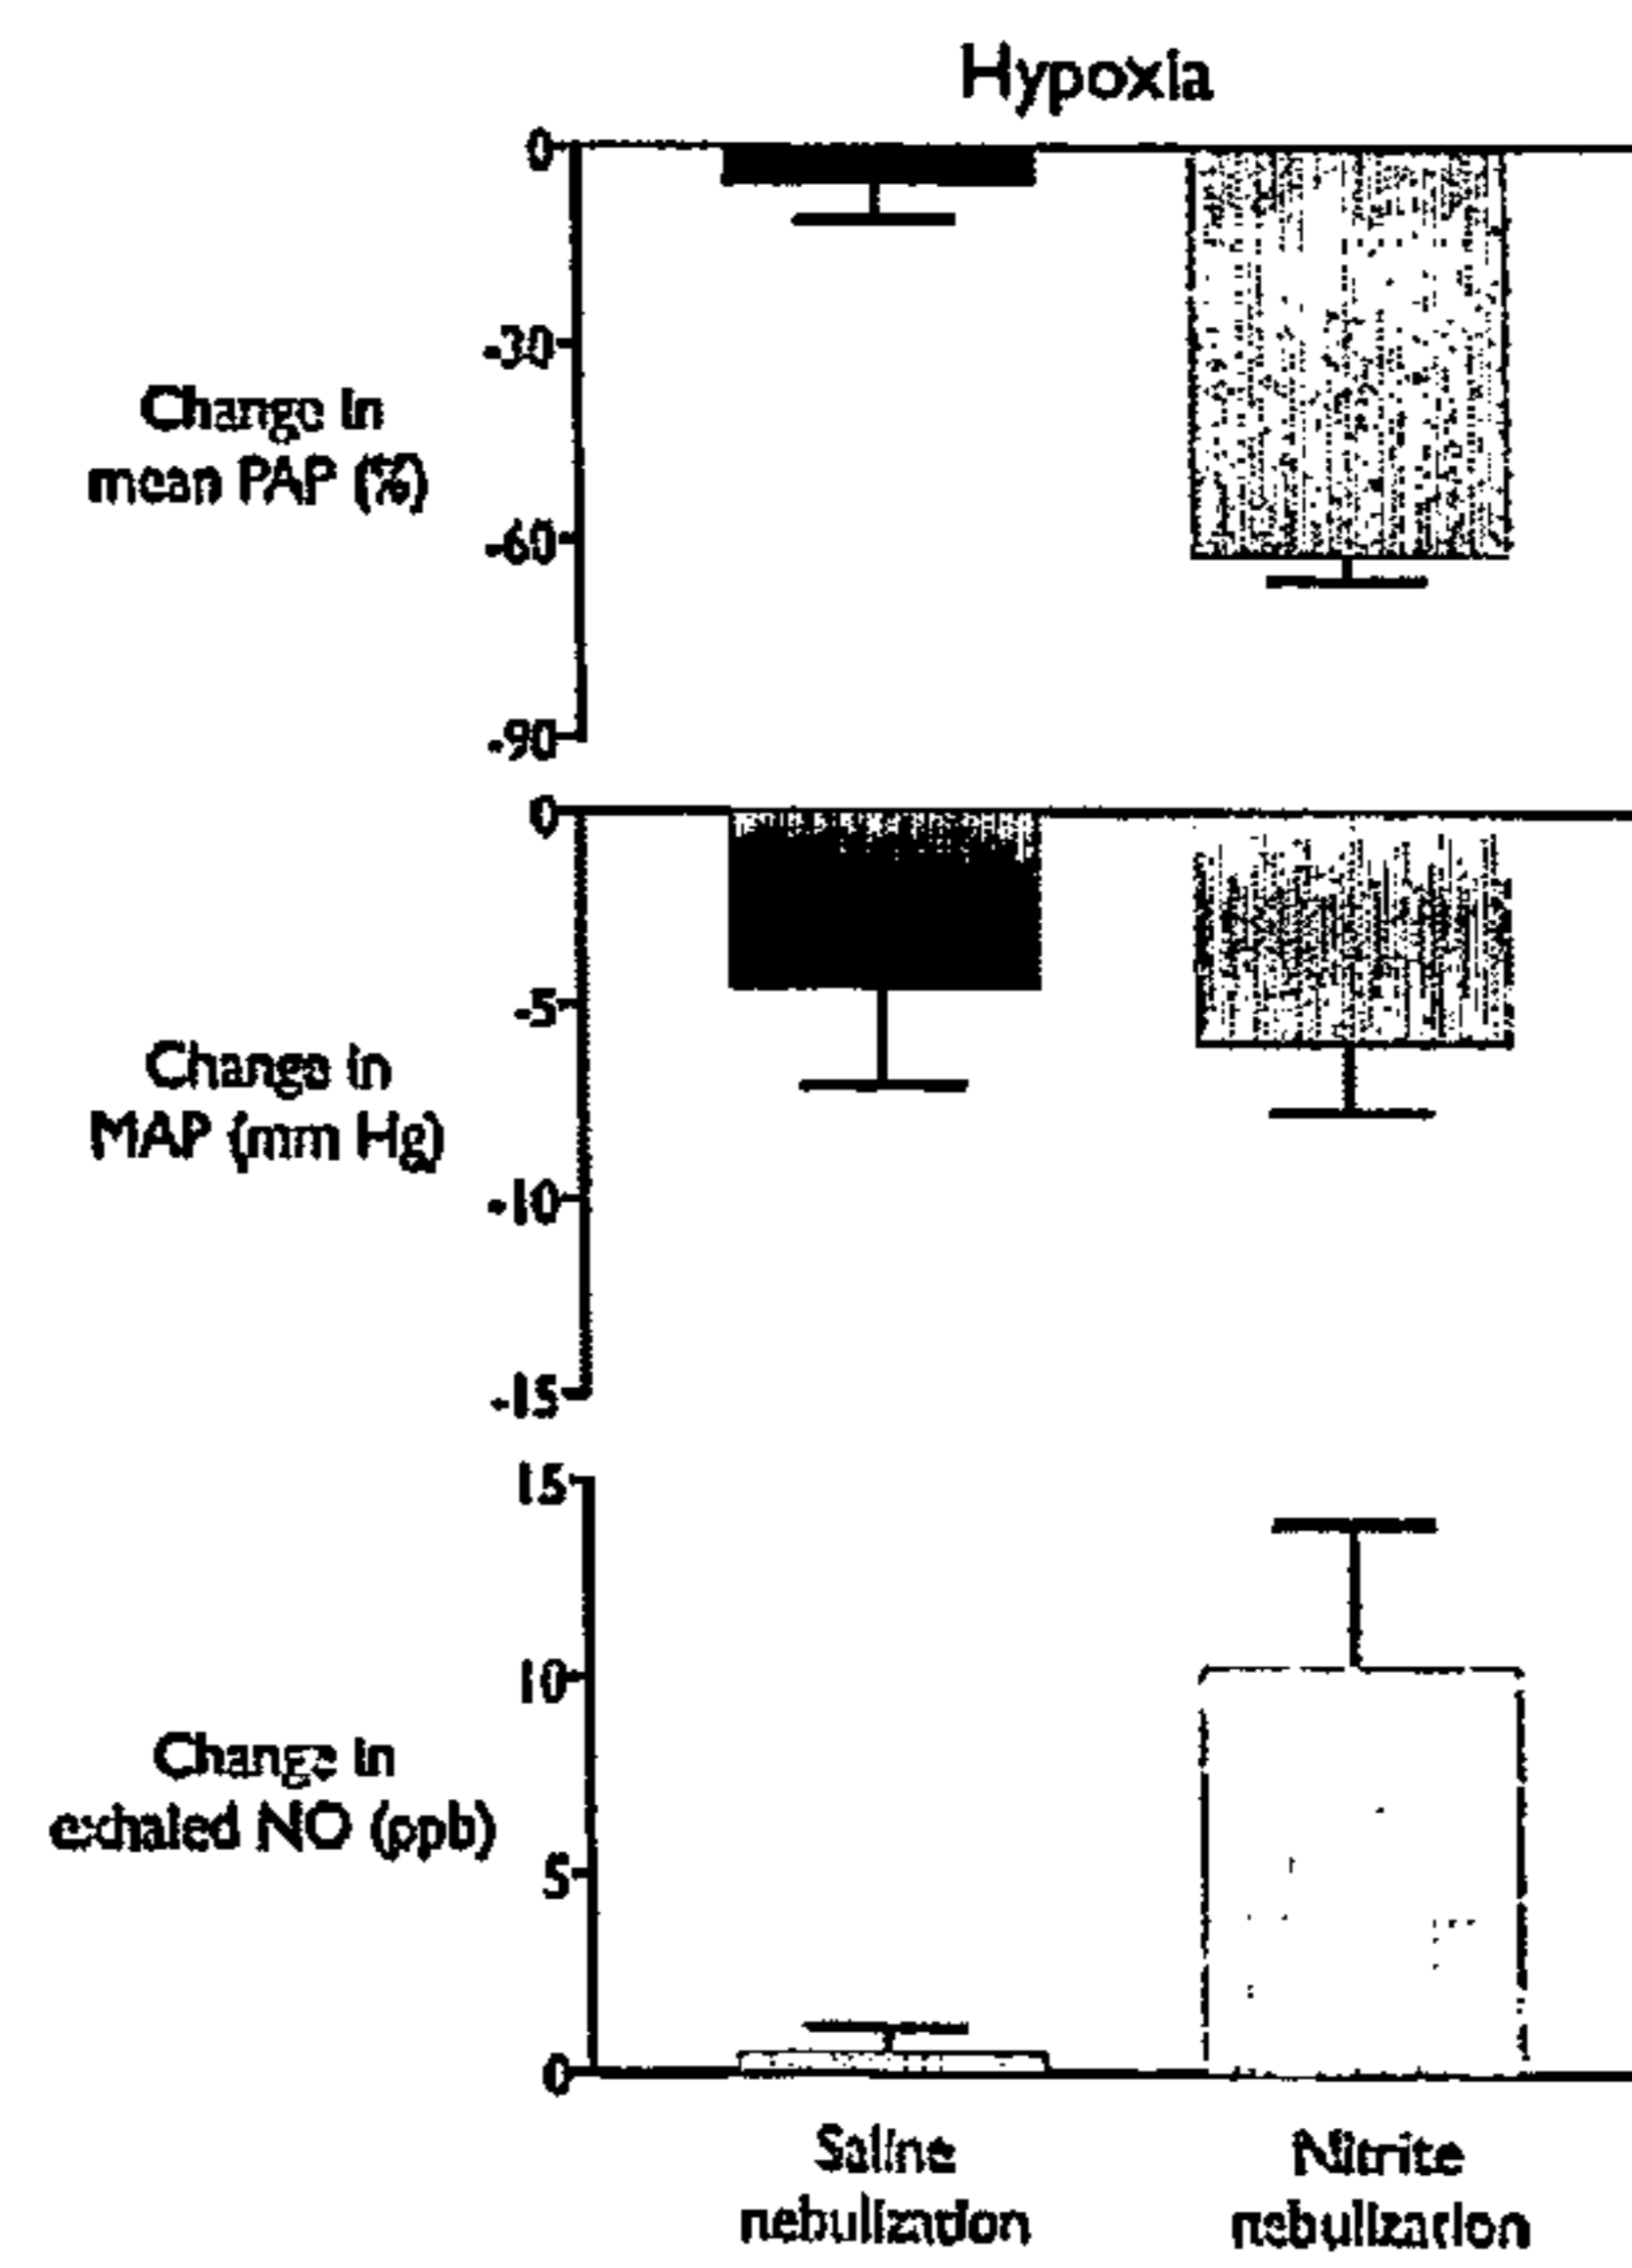 Hypoxia
0
-30
Change in
mean PAP (%)
-60
-90
0
-5
Change in
MAP (mm Hg)
-10
-15
15
10
Change in
exhaled NO (ppb)
5
0
Saline
nebulization
Nitrite
nebulization